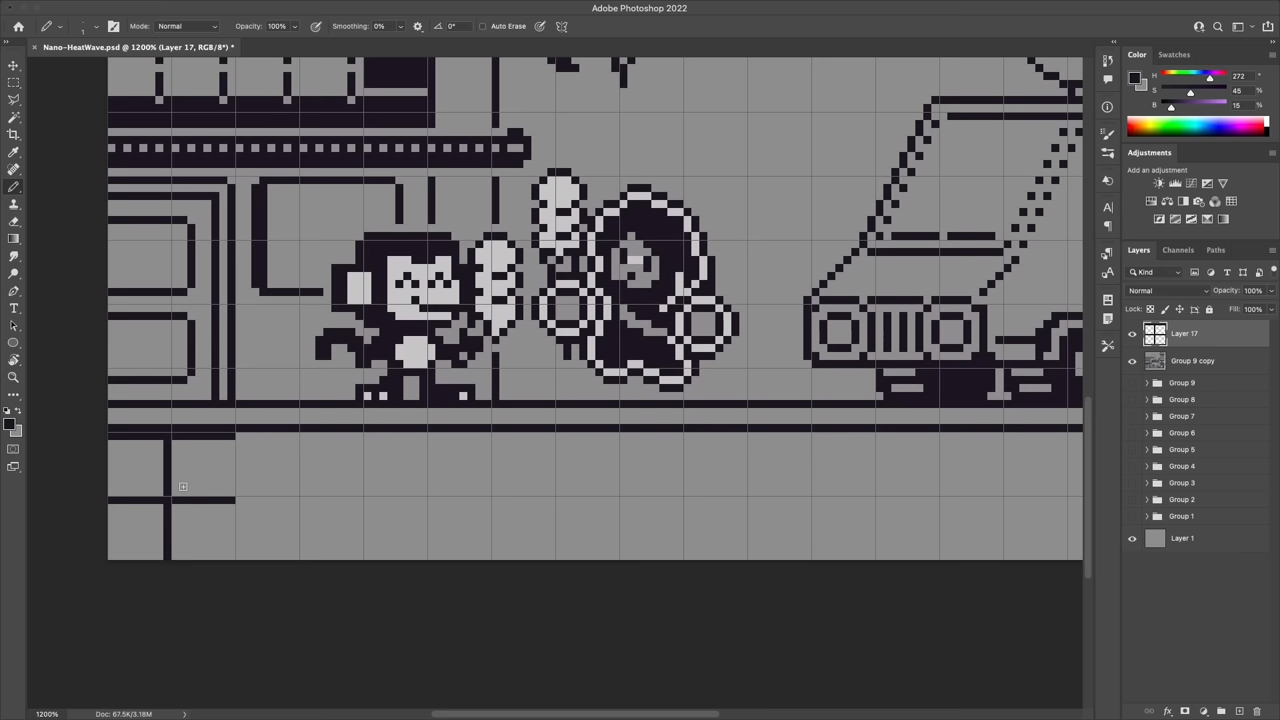 Adobe Photoshop 2022
1
Mode: Normal
Opacity: 100%
Smoothing: 0%
0°
Auto Erase
× Nano-HeatWave.psd @ 1200% (Layer 17, RGB/8*) *
Color Swatches
H 272 °
S 45 %
B 15 %
Adjustments
Add an adjustment
Layers Channels Paths
Kind
Normal Opacity: 100%
Lock: Fill: 100%
Layer 17
Group 9 copy
Group 9
Group 8
Group 7
Group 6
Group 5
Group 4
Group 3
Group 2
Group 1
Layer 1
1200% Doc: 67.5K/3.18M